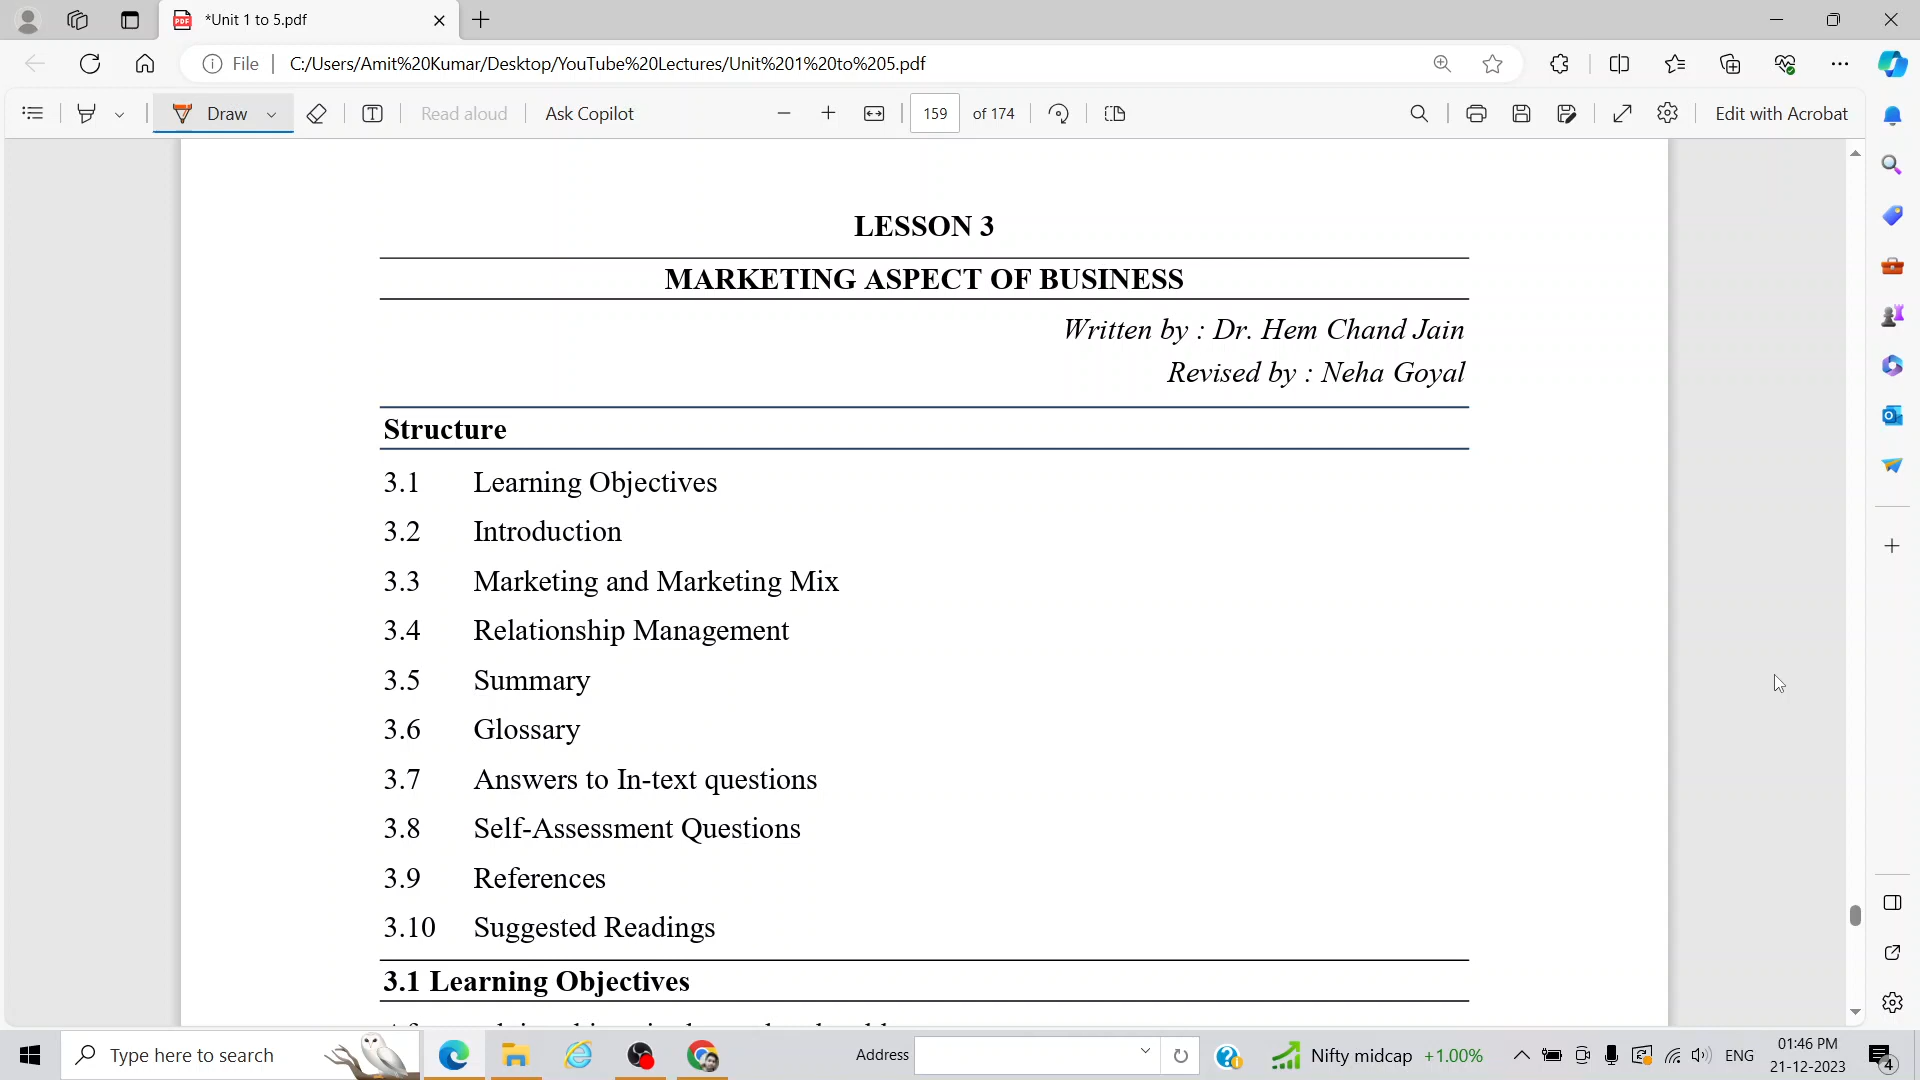 *Unit 1 to 5.pdf
File
C:/Users/Amit%20Kumar/Desktop/YouTube%20Lectures/Unit%201%20to%205.pdf
Draw
Read aloud
Ask Copilot
159
of 174
Edit with Acrobat
LESSON 3
MARKETING ASPECT OF BUSINESS
Written by : Dr. Hem Chand Jain
Revised by : Neha Goyal
Structure
3.1 Learning Objectives
3.2 Introduction
3.3 Marketing and Marketing Mix
3.4 Relationship Management
3.5 Summary
3.6 Glossary
3.7 Answers to In-text questions
3.8 Self-Assessment Questions
3.9 References
3.10 Suggested Readings
3.1 Learning Objectives
Type here to search
Address
Nifty midcap +1.00%
ENG
01:46 PM
21-12-2023
4